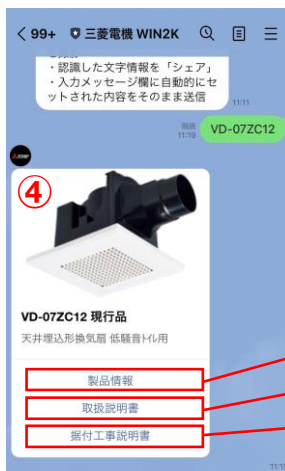 99+ 三菱電機 WIN2K
・認識した文字情報を「シェア」
・入力メッセージ欄に自動的にセ
ットされた内容をそのまま送信
11:11
既読
11:19
VD-07ZC12
④
VD-07ZC12 現行品
天井埋込形換気扇 低騒音トイレ用
製品情報
取扱説明書
据付工事説明書
11:19